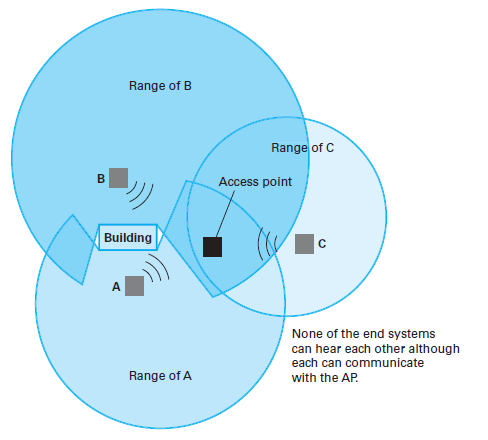 Range of B
Range of C
B
Access point
Building
C
A
None of the end systems
can hear each other although
each can communicate
with the AP.
Range of A